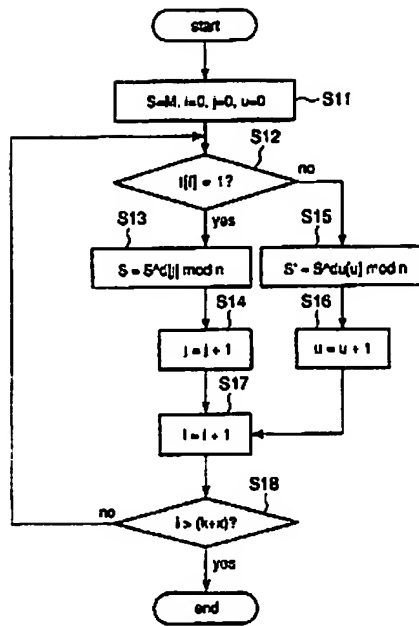 start
S=M, i=0, j=0, u=0
S11
S12
I[i] = 1?
no
yes
S13
S = S^d[j] mod n
S15
S' = S^du[u] mod n
S14
j = j + 1
S16
u = u + 1
S17
i = i + 1
S18
i > (k+x)?
no
yes
end